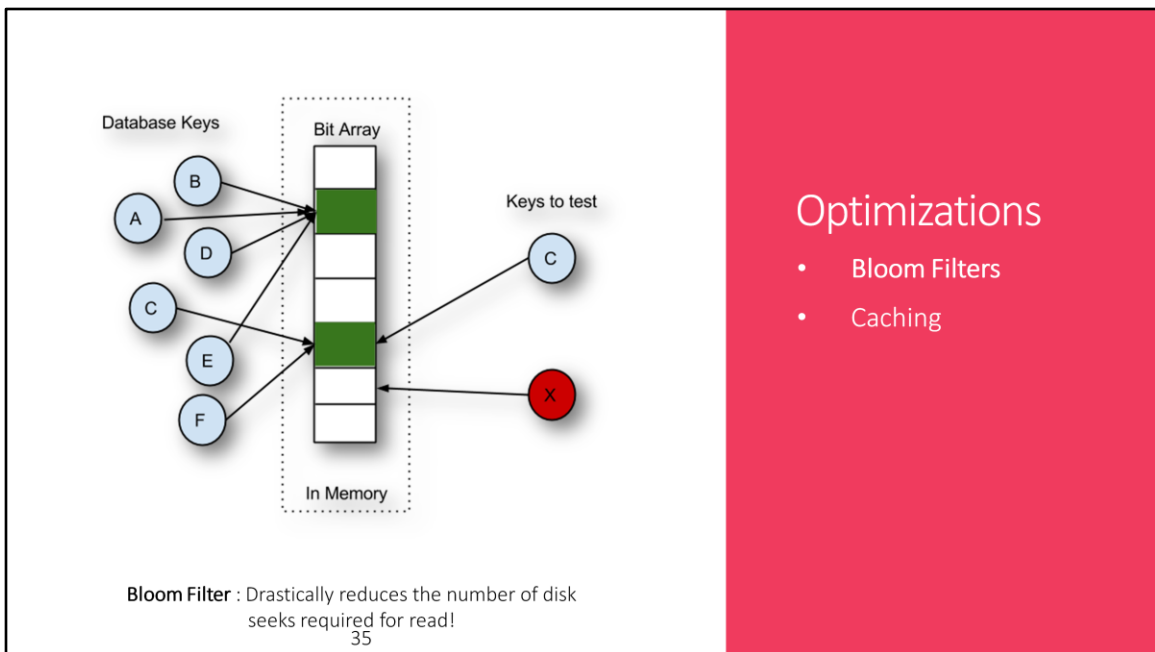 Database Keys
Bit Array
B
A
D
C
E
F
Keys to test
C
X
In Memory
Bloom Filter : Drastically reduces the number of disk
seeks required for read!
35
Optimizations
• Bloom Filters
• Caching